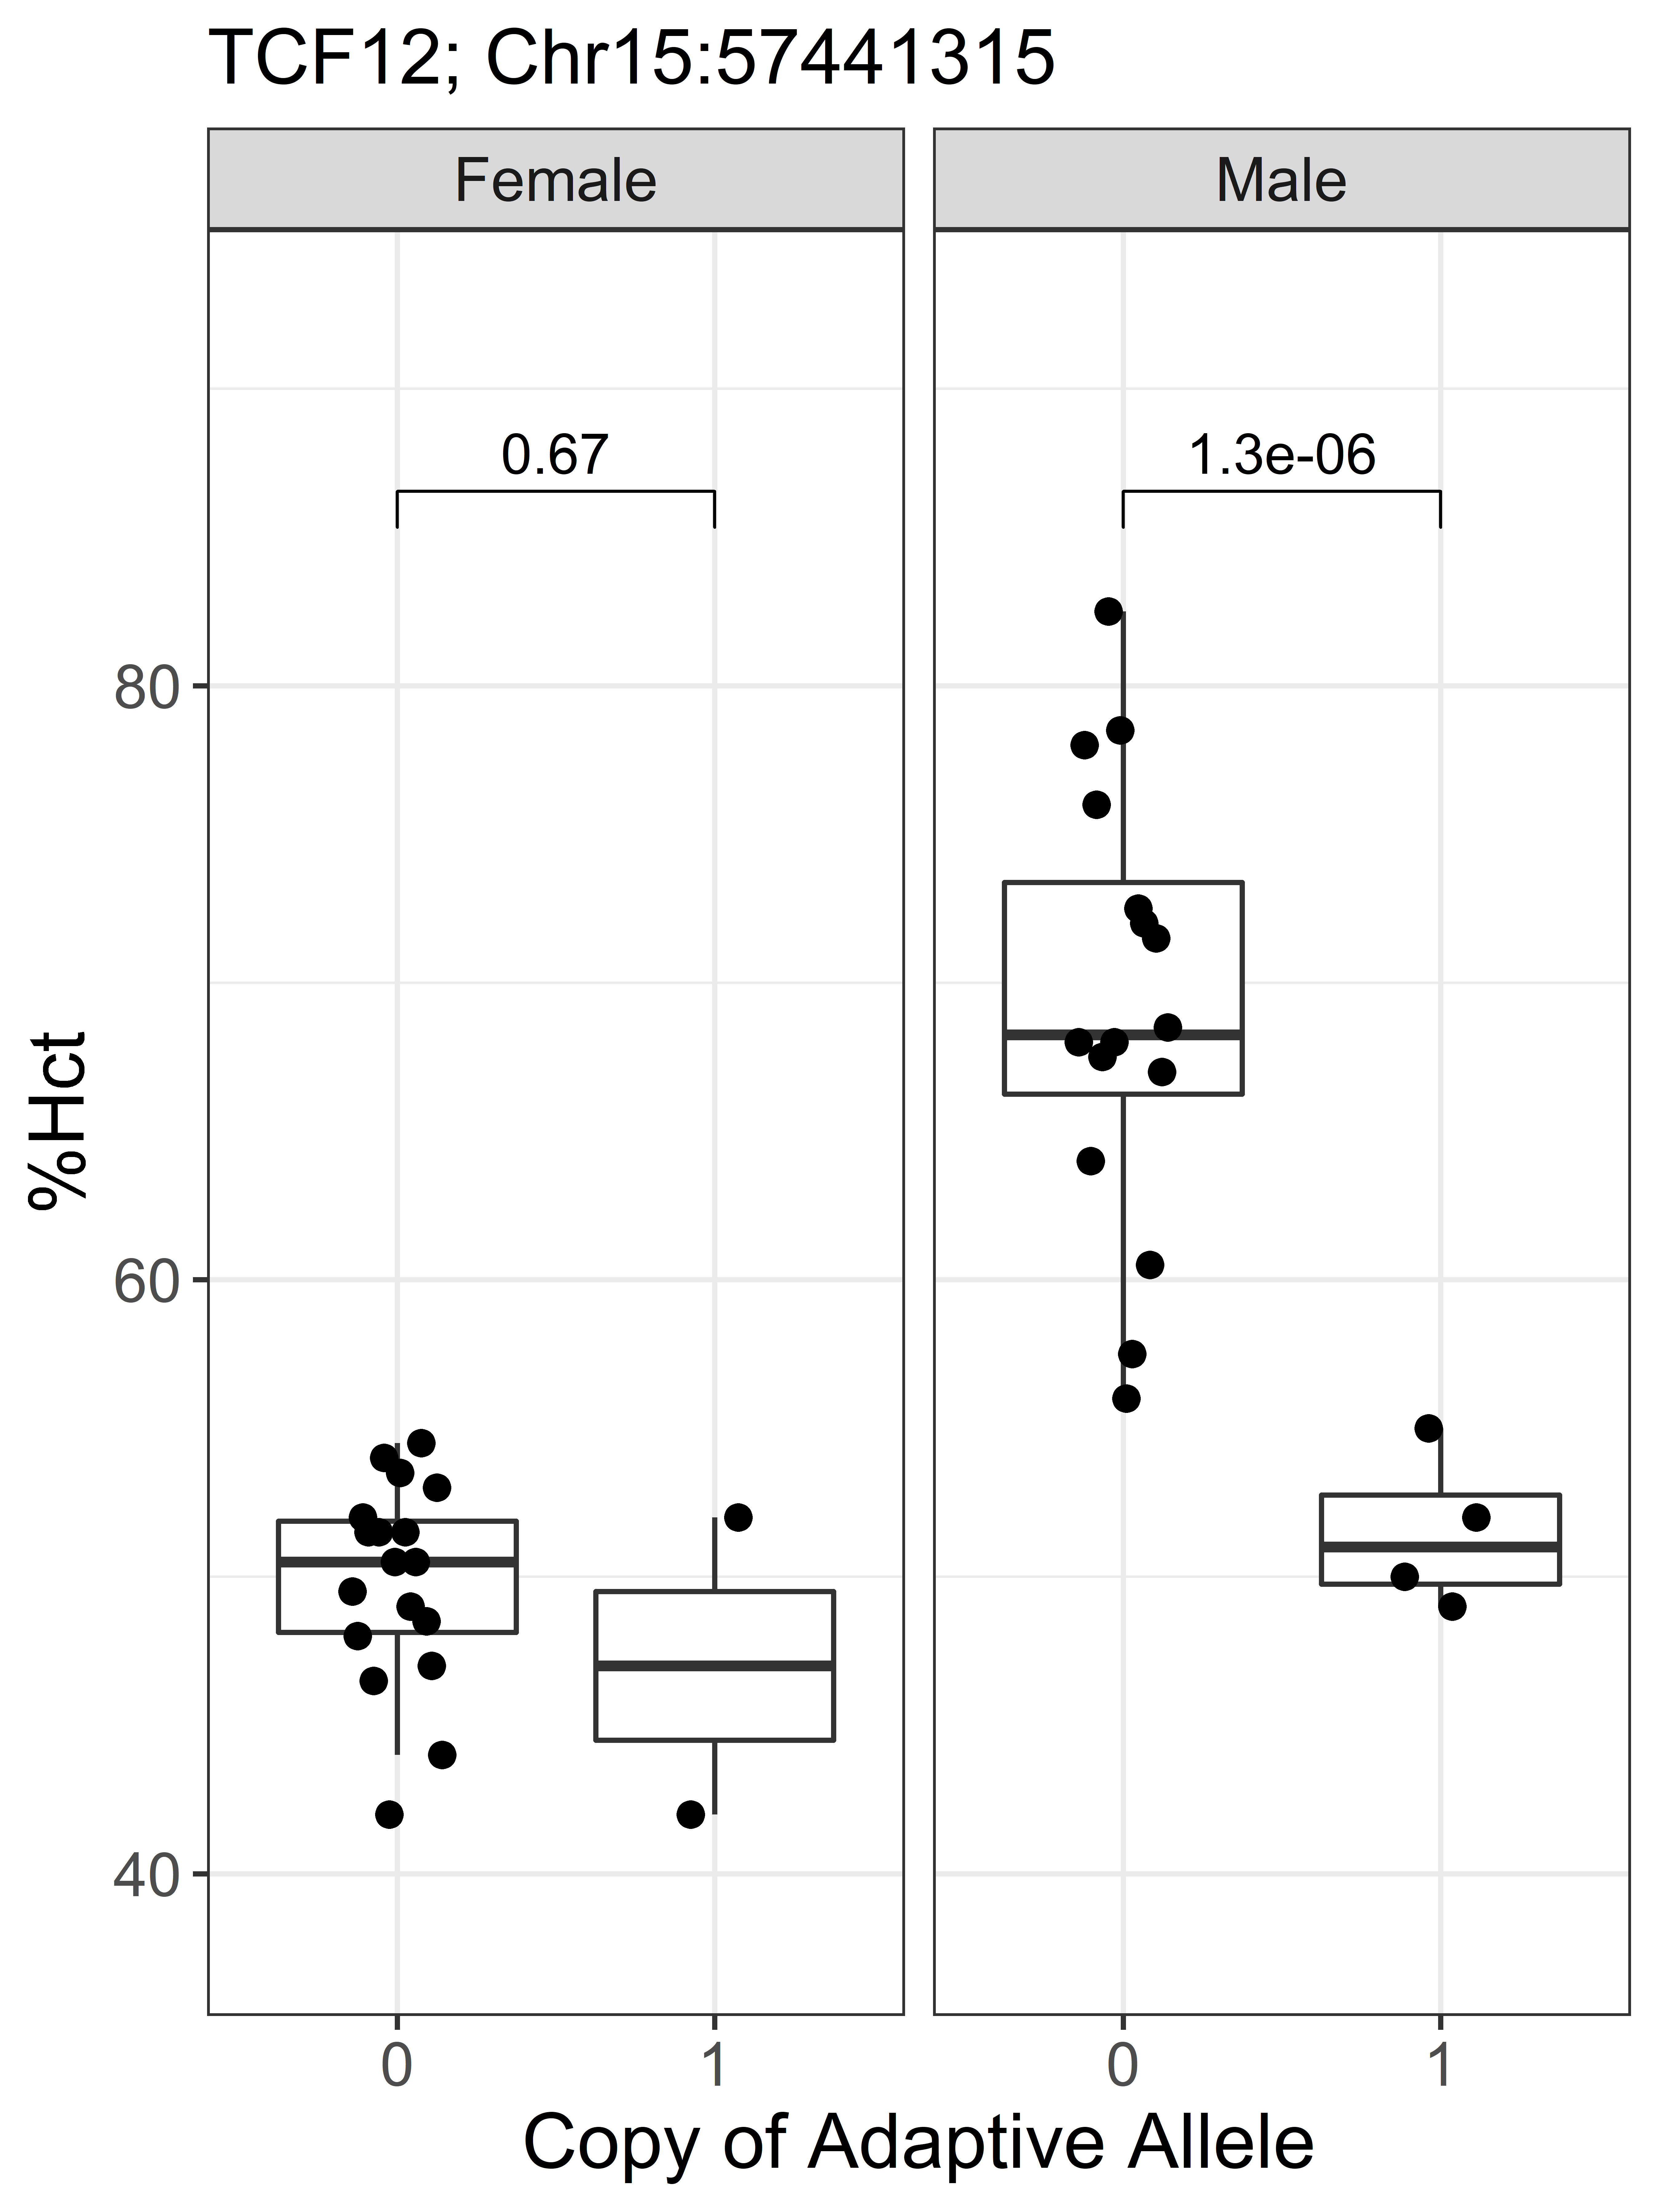 TCF12; Chr15:57441315
Female
Male
0.67
1.3e-06
80
60
40
%Hct
0
1
0
1
Copy of Adaptive Allele